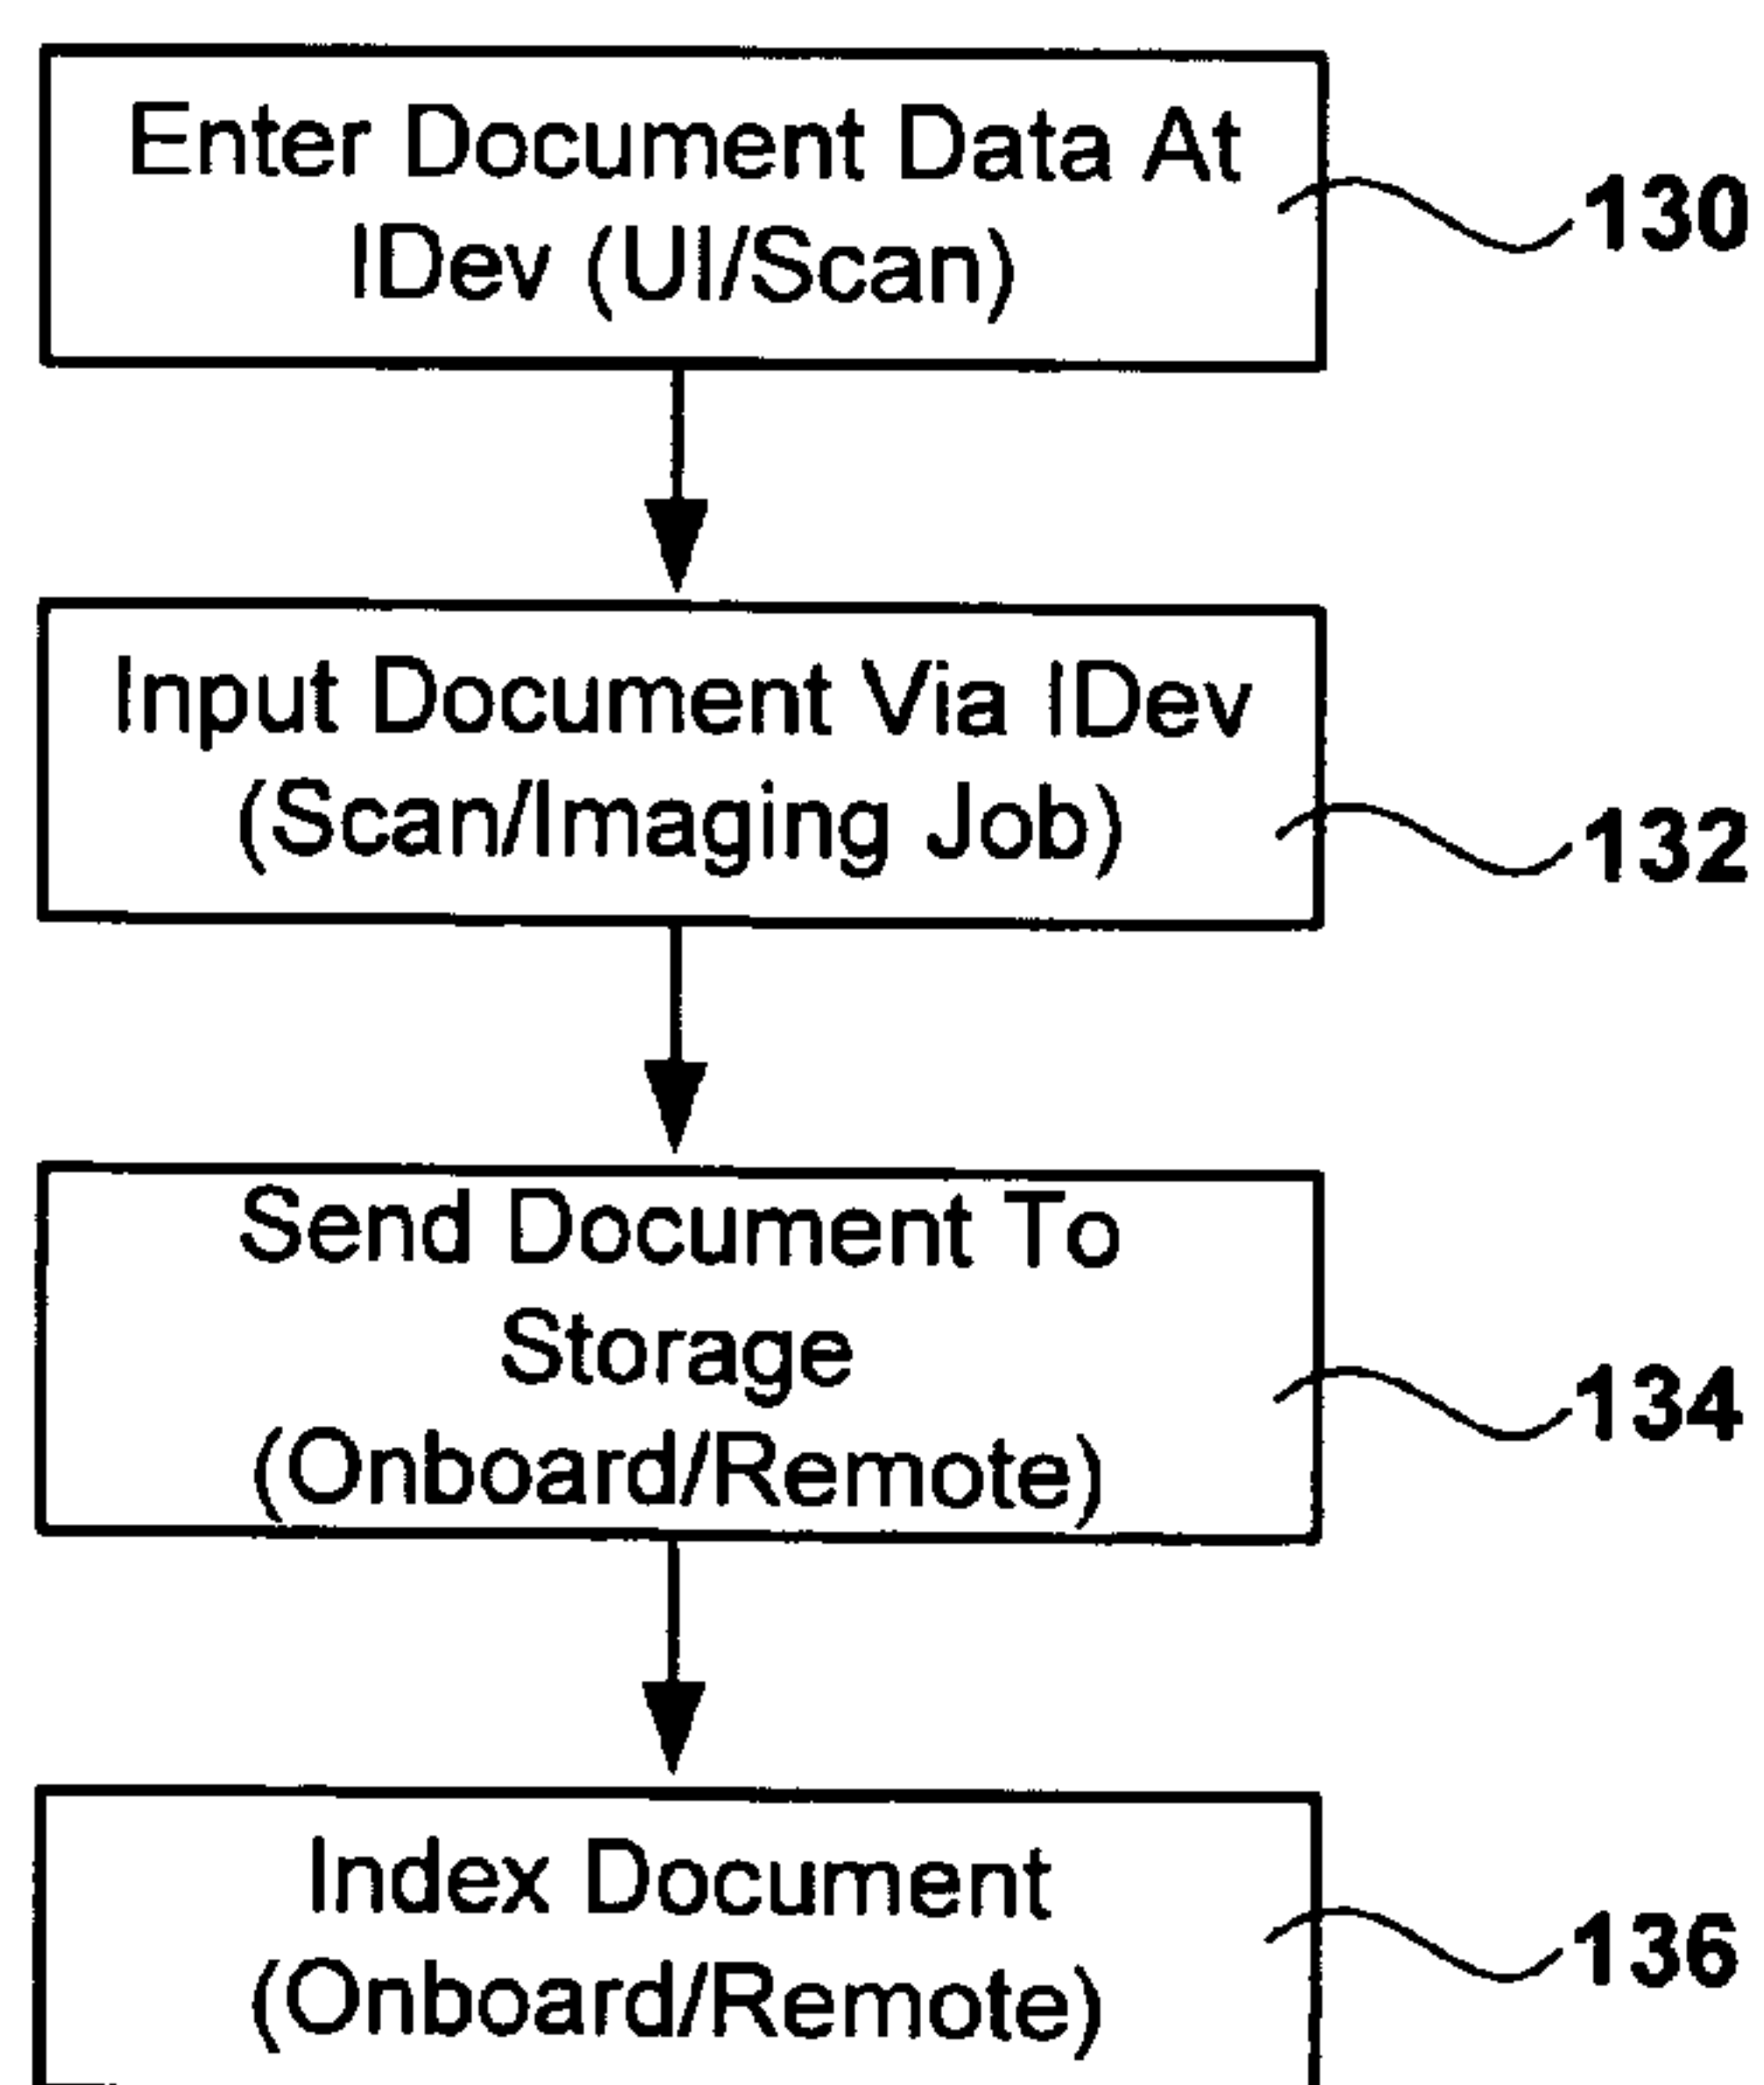 Enter Document Data At
IDev (UI/Scan)
130
Input Document Via IDev
(Scan/Imaging Job)
132
Send Document To
Storage
(Onboard/Remote)
134
Index Document
(Onboard/Remote)
136